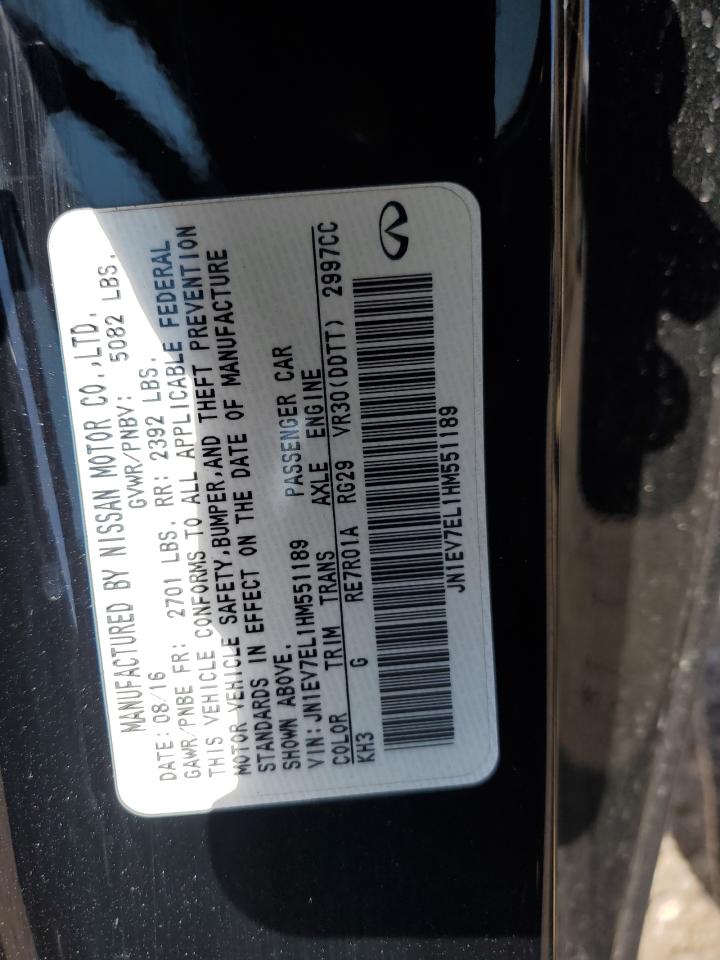 MANUFACTURED BY NISSAN MOTOR CO.,LTD.
DATE:08/16 GVWR/PNBV: 5082 LBS.
GAWR/PNBE FR: 2701 LBS. RR: 2392 LBS.
THIS VEHICLE CONFORMS TO ALL APPLICABLE FEDERAL
MOTOR VEHICLE SAFETY,BUMPER,AND THEFT PREVENTION
STANDARDS IN EFFECT ON THE DATE OF MANUFACTURE
SHOWN ABOVE.
VIN:JN1EV7EL1HM551189 PASSENGER CAR
COLOR TRIM TRANS AXLE ENGINE
KH3 G RE7R01A RG29 VR30(DDTT) 2997CC
JN1EV7EL1HM551189